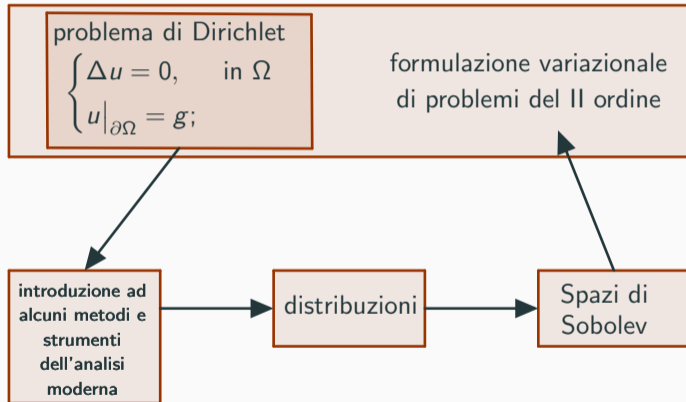 problema di Dirichlet
Δu = 0,    in Ω
u|∂Ω = g;
formulazione variazionale
di problemi del II ordine
introduzione ad
alcuni metodi e
strumenti
dell'analisi
moderna
distribuzioni
Spazi di
Sobolev